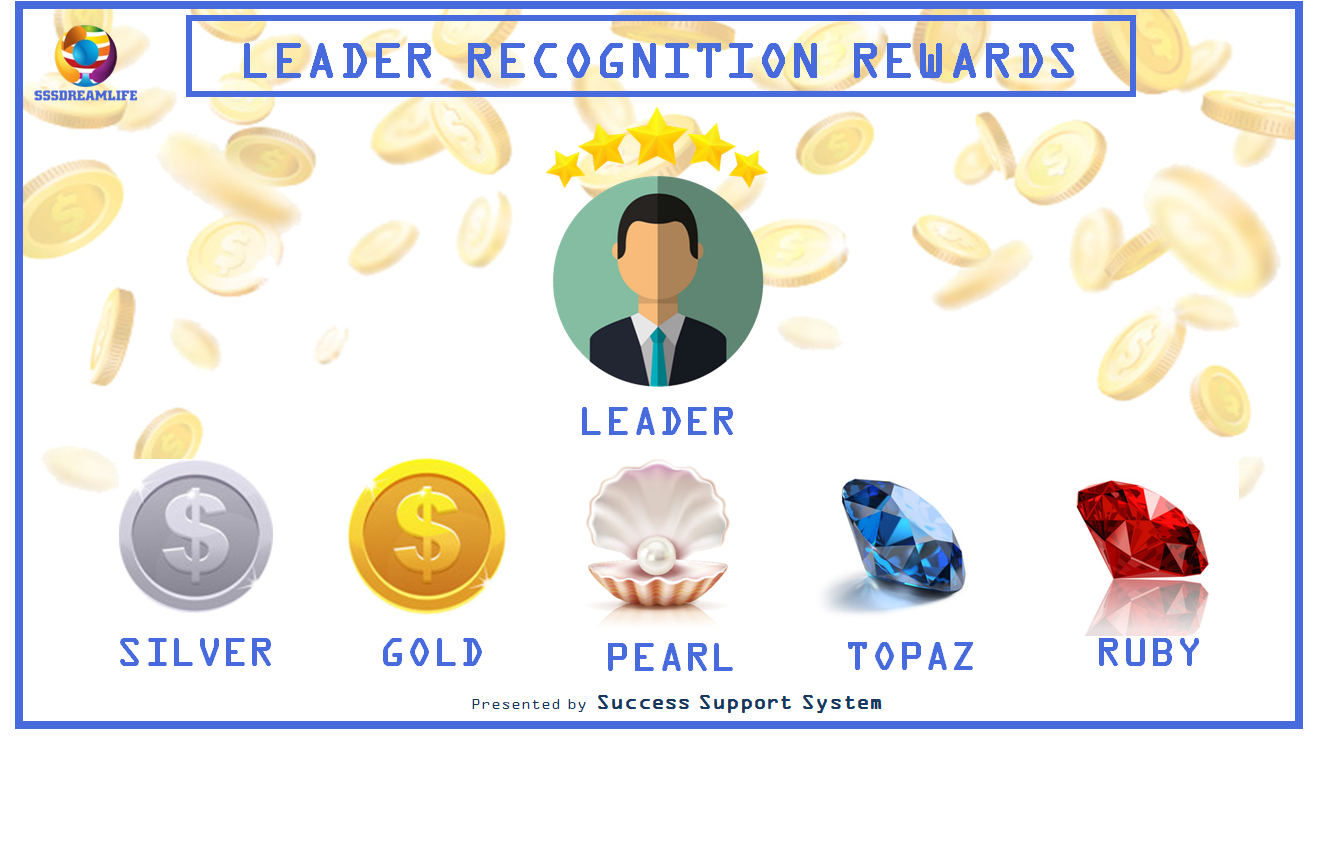 LEADER RECOGNITION REWARDS
SSSDREAMLIFE
LEADER
SILVER GOLD PEARL TOPAZ RUBY
Presented by Success Support System